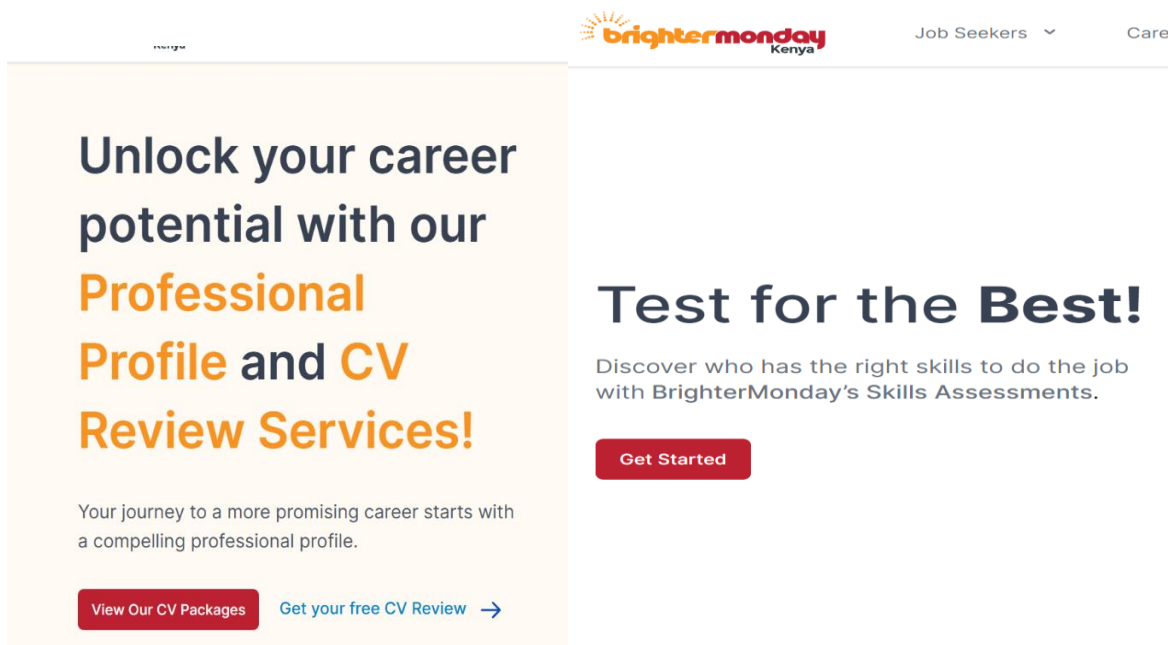 Kenya
Unlock your career
potential with our
Professional
Profile and CV
Review Services!
Your journey to a more promising career starts with
a compelling professional profile.
View Our CV Packages
Get your free CV Review
brightermonday
Kenya
Job Seekers
Care
Test for the Best!
Discover who has the right skills to do the job
with BrighterMonday's Skills Assessments.
Get Started